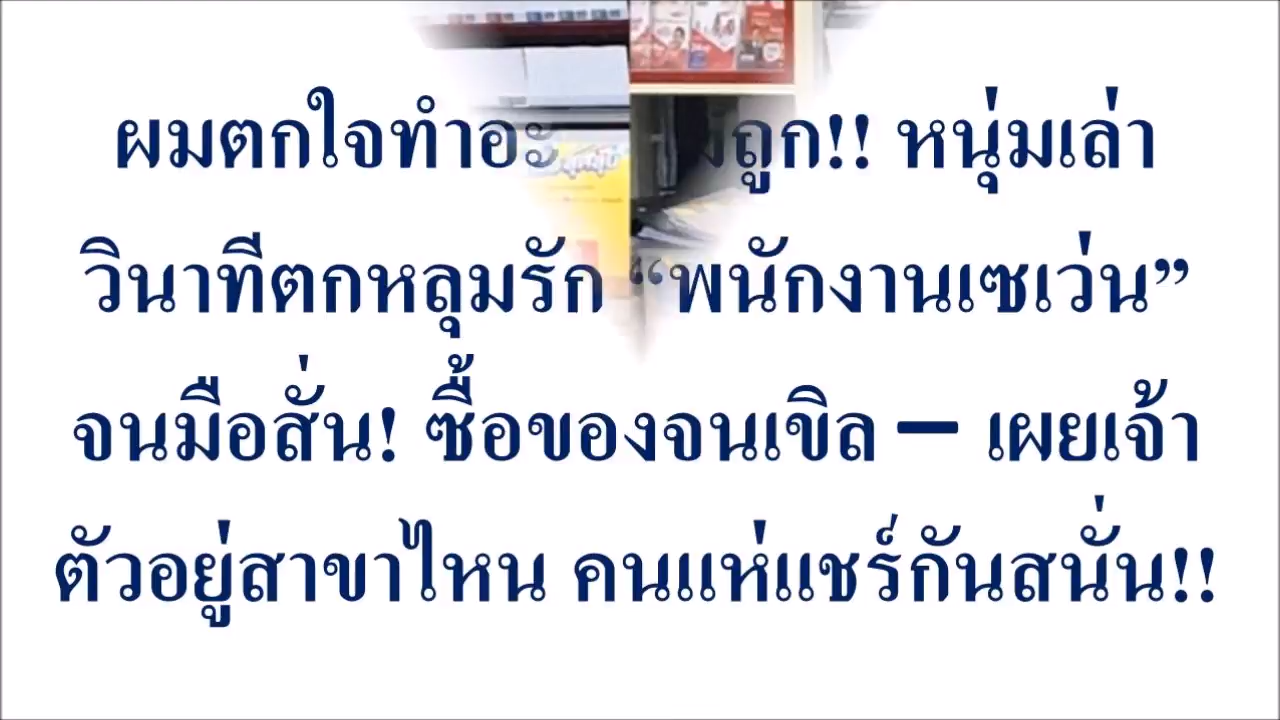 ผมตกใจทำอะ งถูก!! หนุ่มเล่า
วินาทีตกหลุมรัก “พนักงานเซเว่น”
จนมือสั่น! ซื้อของจนเขิล – เผยเจ้า
ตัวอยู่สาขาไหน คนแห่แชร์กันสนั่น!!